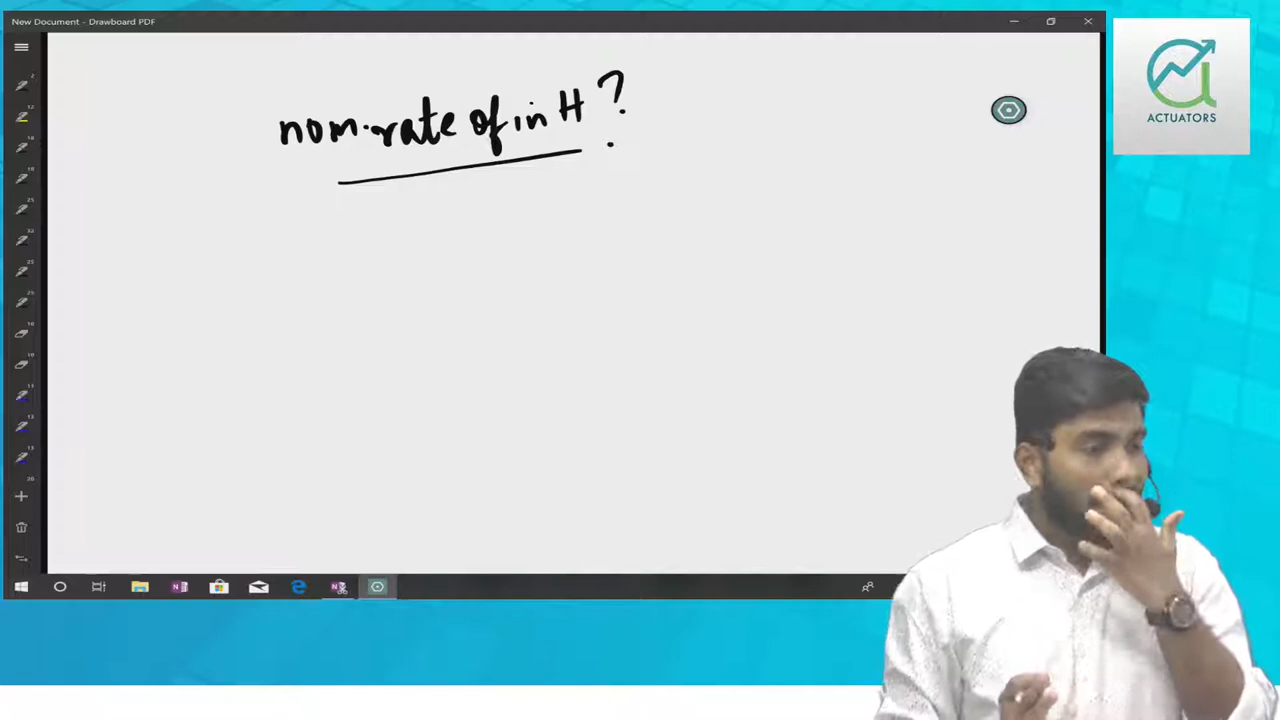 New Document - Drawboard PDF
nom. rate of in H ?
ACTUATORS